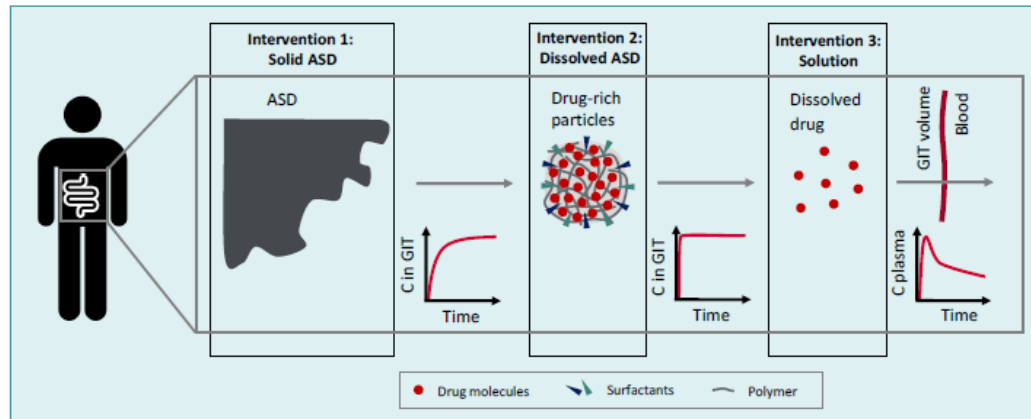 Intervention 1:
Solid ASD
Intervention 2:
Dissolved ASD
Intervention 3:
Solution
ASD
Drug-rich
particles
Dissolved
drug
GIT volume
Blood
C in GIT
Time
C in GIT
Time
C plasma
Time
Drug molecules
Surfactants
Polymer